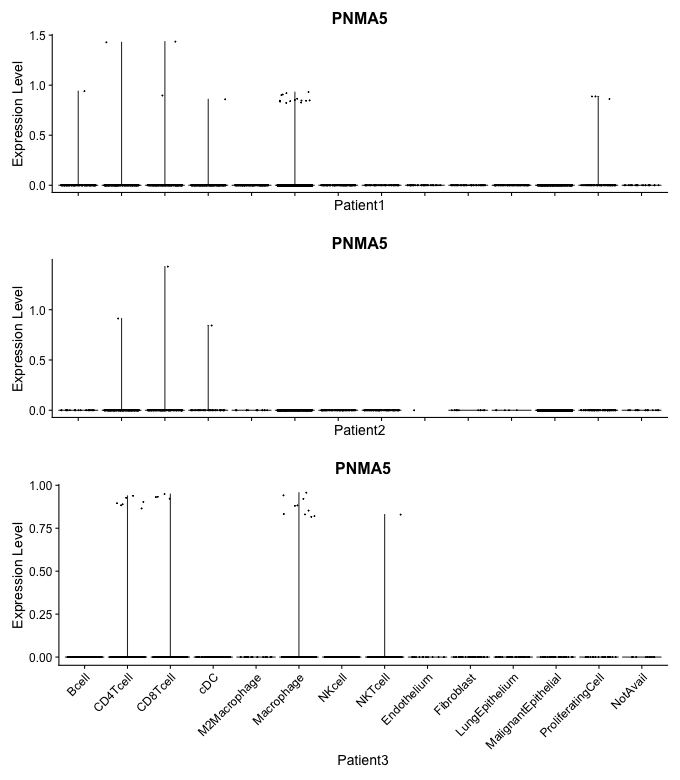 PNMA5
1.5
1.0
0.5
0.0
Expression Level
Patient1
PNMA5
1.0
0.5
0.0
Expression Level
Patient2
PNMA5
1.00
0.75
0.50
0.25
0.00
Expression Level
Bcell
CD4Tcell
CD8Tcell
cDC
M2Macrophage
Macrophage
NKcell
NKTcell
Endothelium
Fibroblast
LungEpithelium
MalignantEpithelial
ProliferatingCell
NotAvail
Patient3